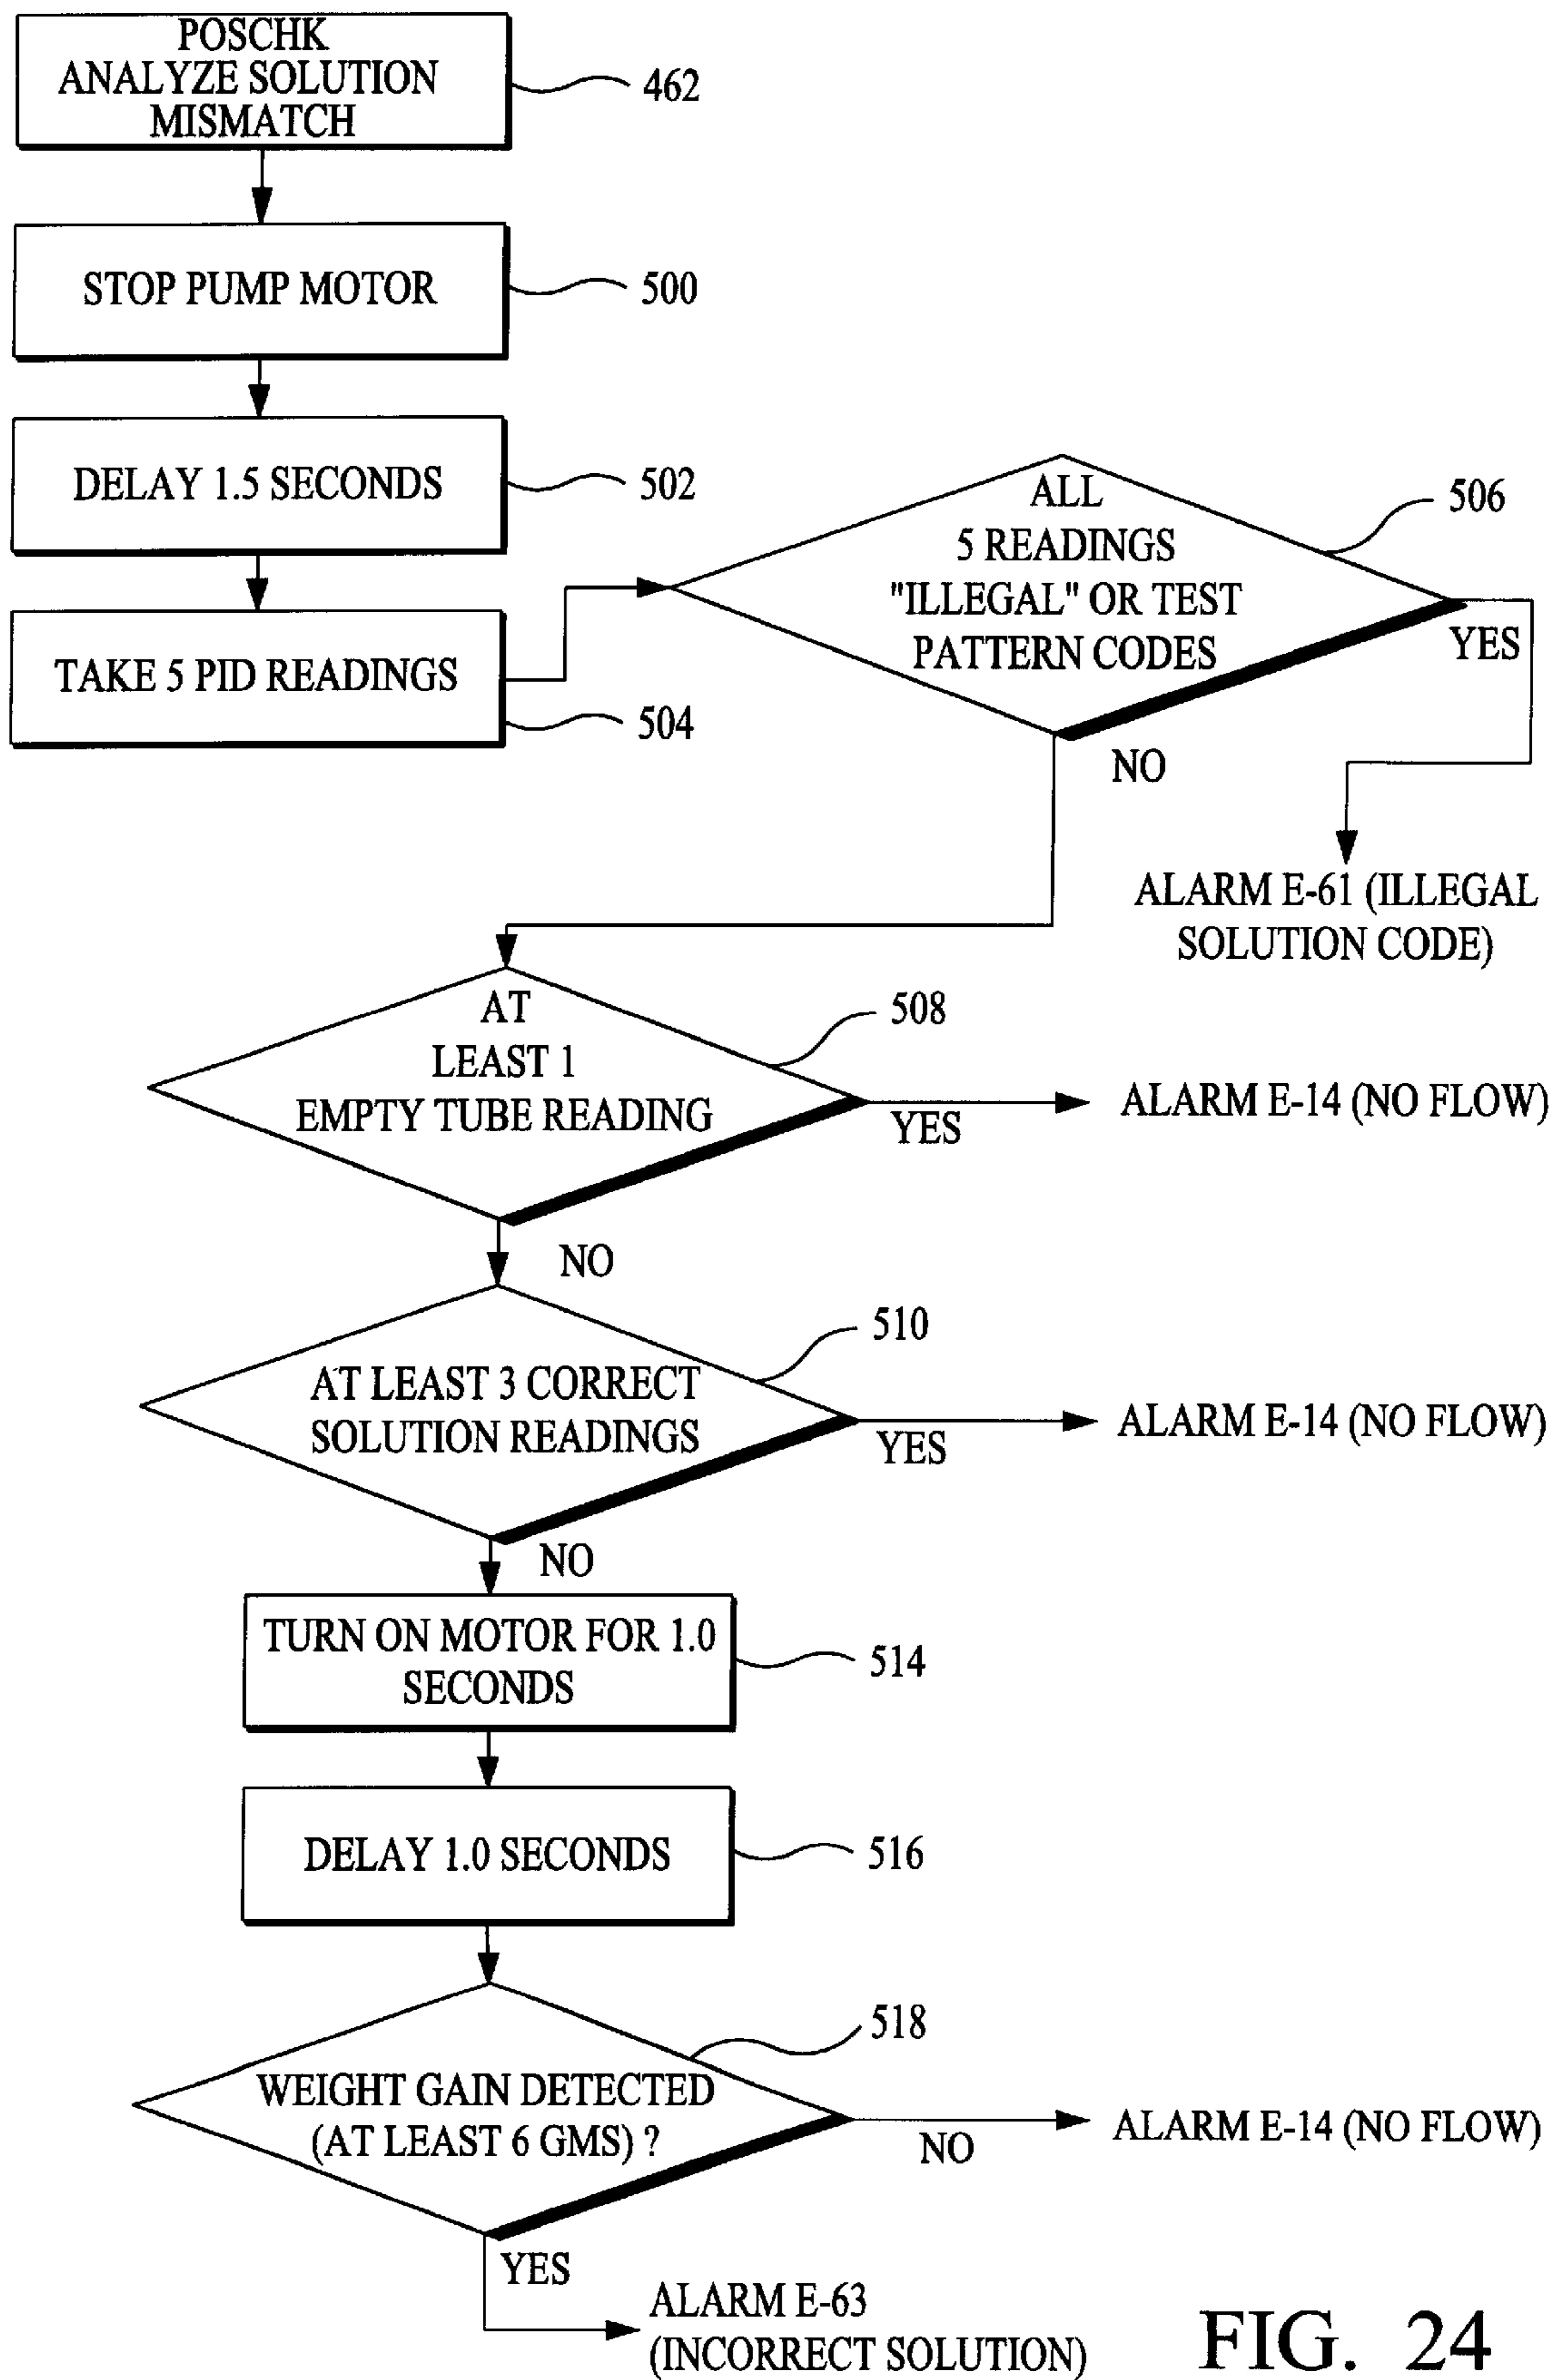 POSCHK
ANALYZE SOLUTION
MISMATCH
462
STOP PUMP MOTOR
500
DELAY 1.5 SECONDS
502
TAKE 5 PID READINGS
504
ALL
5 READINGS
"ILLEGAL" OR TEST
PATTERN CODES
506
YES
NO
ALARM E-61 (ILLEGAL
SOLUTION CODE)
AT
LEAST 1
EMPTY TUBE READING
508
YES
ALARM E-14 (NO FLOW)
NO
AT LEAST 3 CORRECT
SOLUTION READINGS
510
YES
ALARM E-14 (NO FLOW)
NO
TURN ON MOTOR FOR 1.0
SECONDS
514
DELAY 1.0 SECONDS
516
WEIGHT GAIN DETECTED
(AT LEAST 6 GMS) ?
518
NO
ALARM E-14 (NO FLOW)
YES
ALARM E-63
(INCORRECT SOLUTION)
FIG. 24